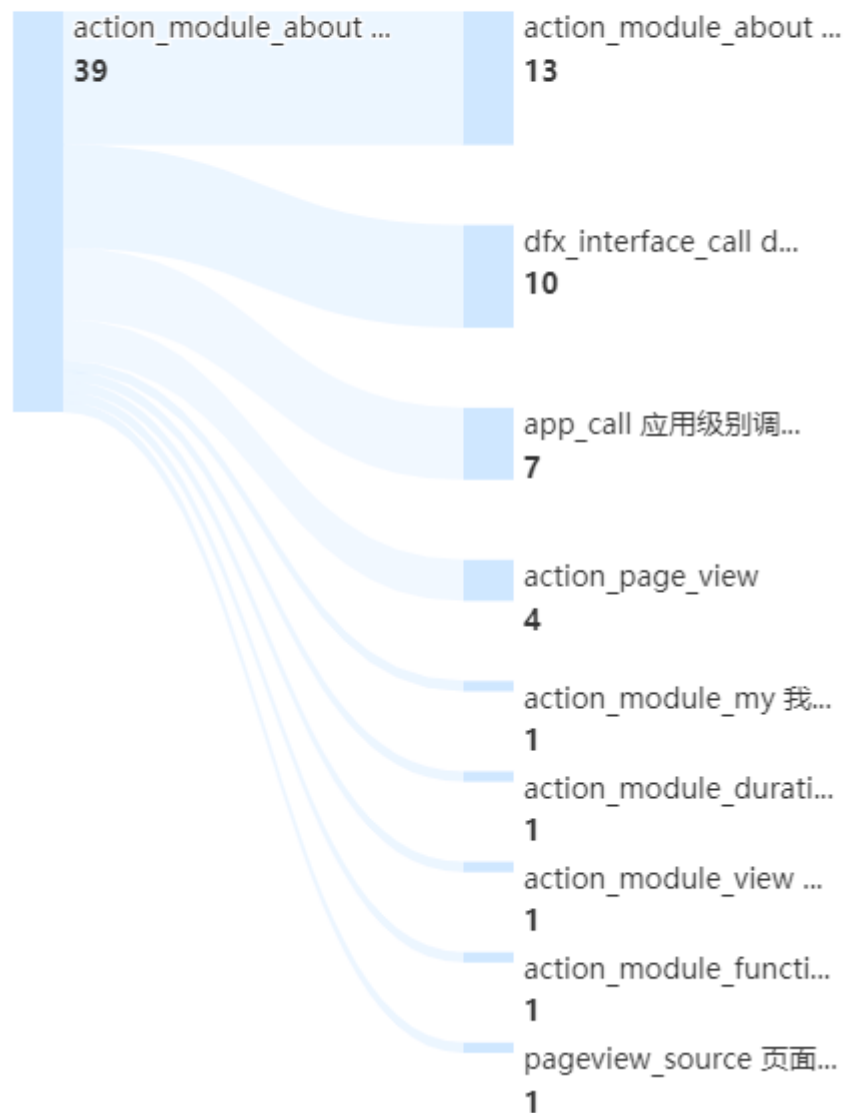 action_module_about ...
39
action_module_about ...
13
dfx_interface_call d...
10
app_call 应用级别调...
7
action_page_view
4
action_module_my 我...
1
action_module_durati...
1
action_module_view ...
1
action_module_functi...
1
pageview_source 页面...
1